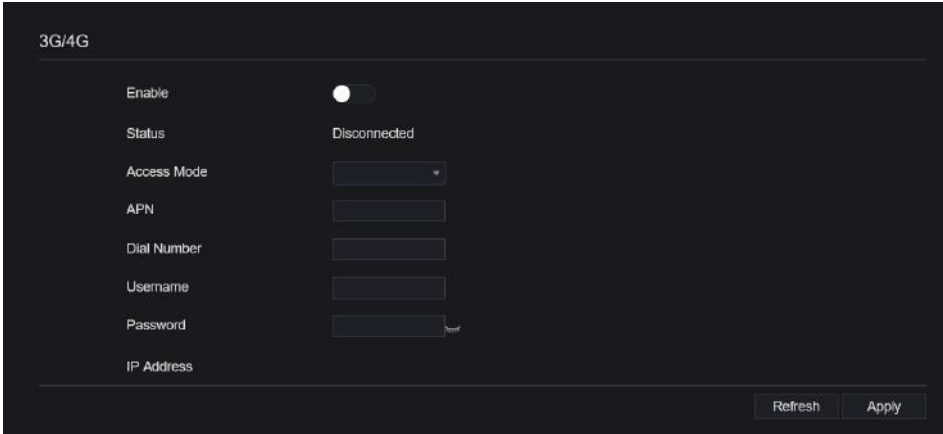 3G/4G
Enable
Status Disconnected
Access Mode
APN
Dial Number
Username
Password
IP Address
Refresh Apply